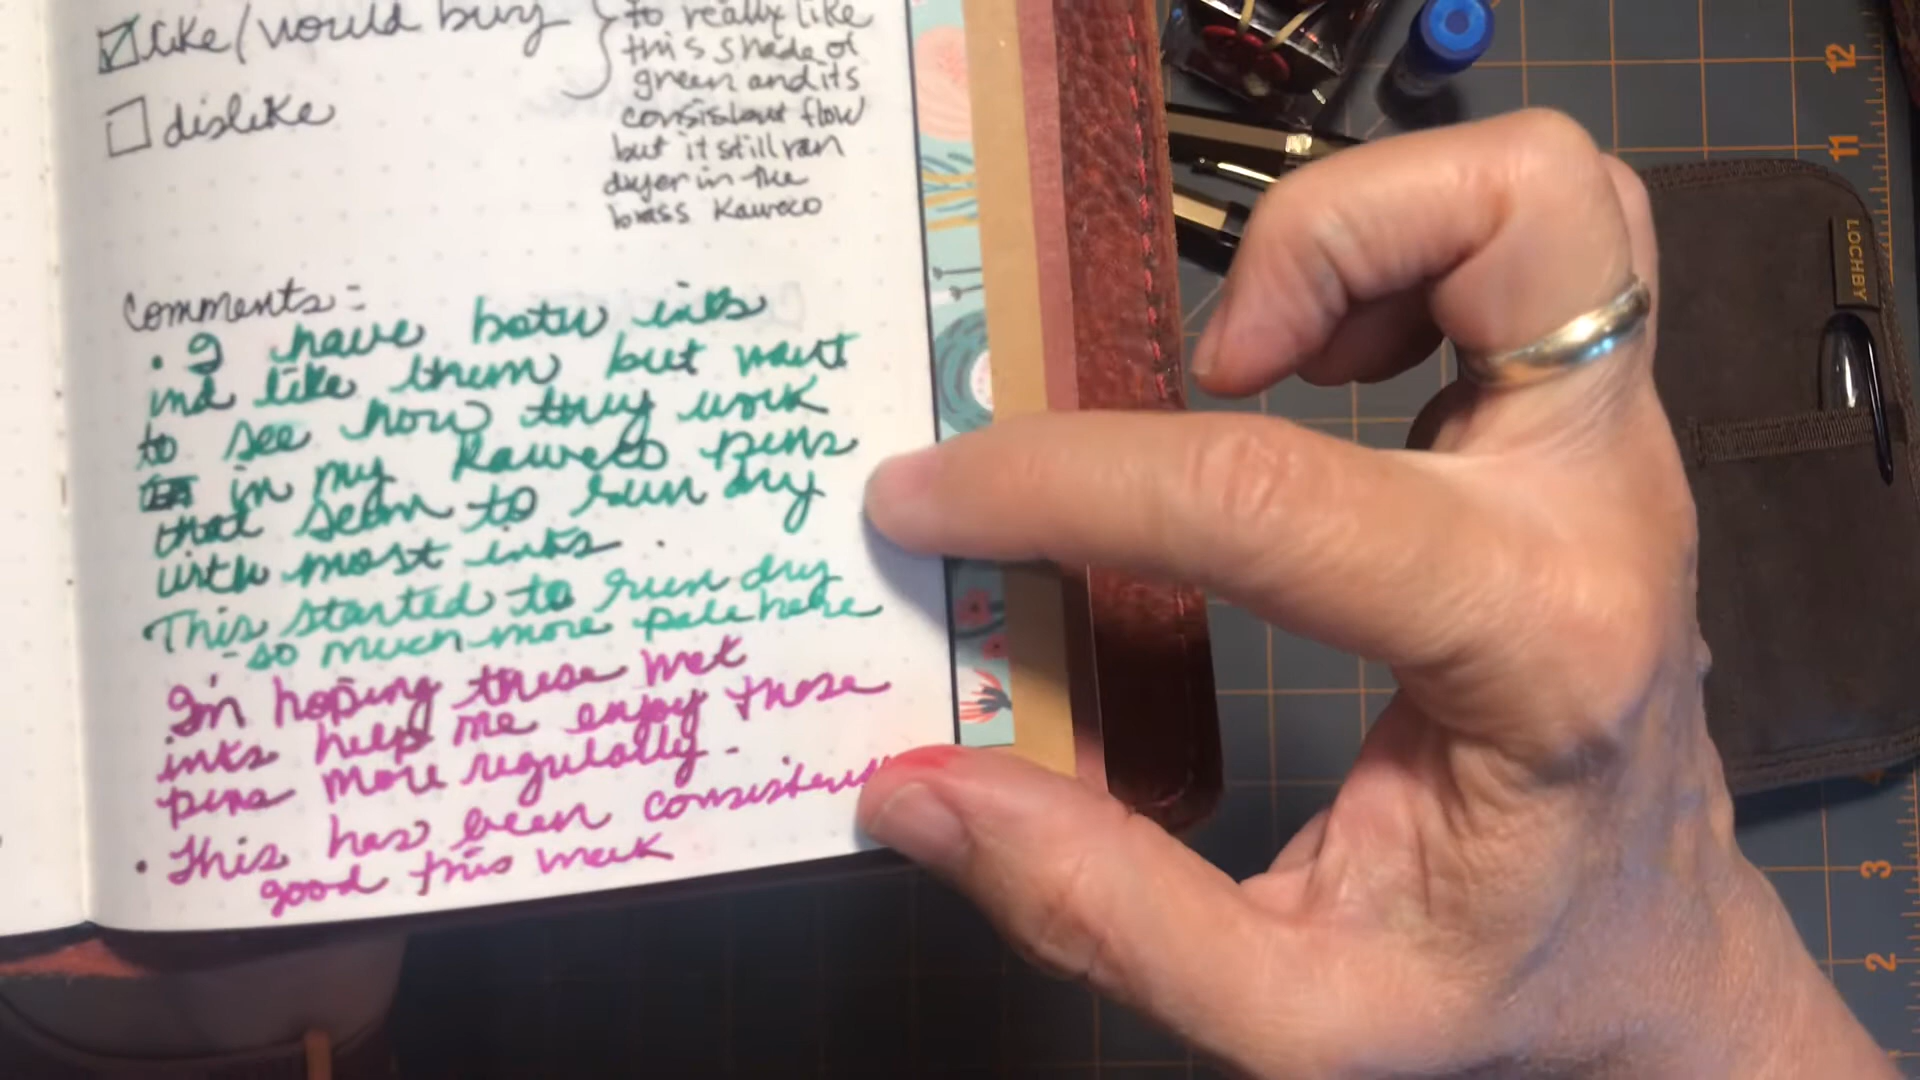 like/would buy
dislike
to really like
this shade of
green and its
consistent flow
but it still ran
dryer in the
brass Kaweco
Comments:
• I have both inks
and like them but want
to see how they work
in my Kaweco pens
that seem to run dry
with most inks.
• This started to run dry
- so much more pale here
I'm hoping these wet
inks help me enjoy those
pens more regularly.
• This has been consistently
good this week
LOCHBY
12
11
3
2